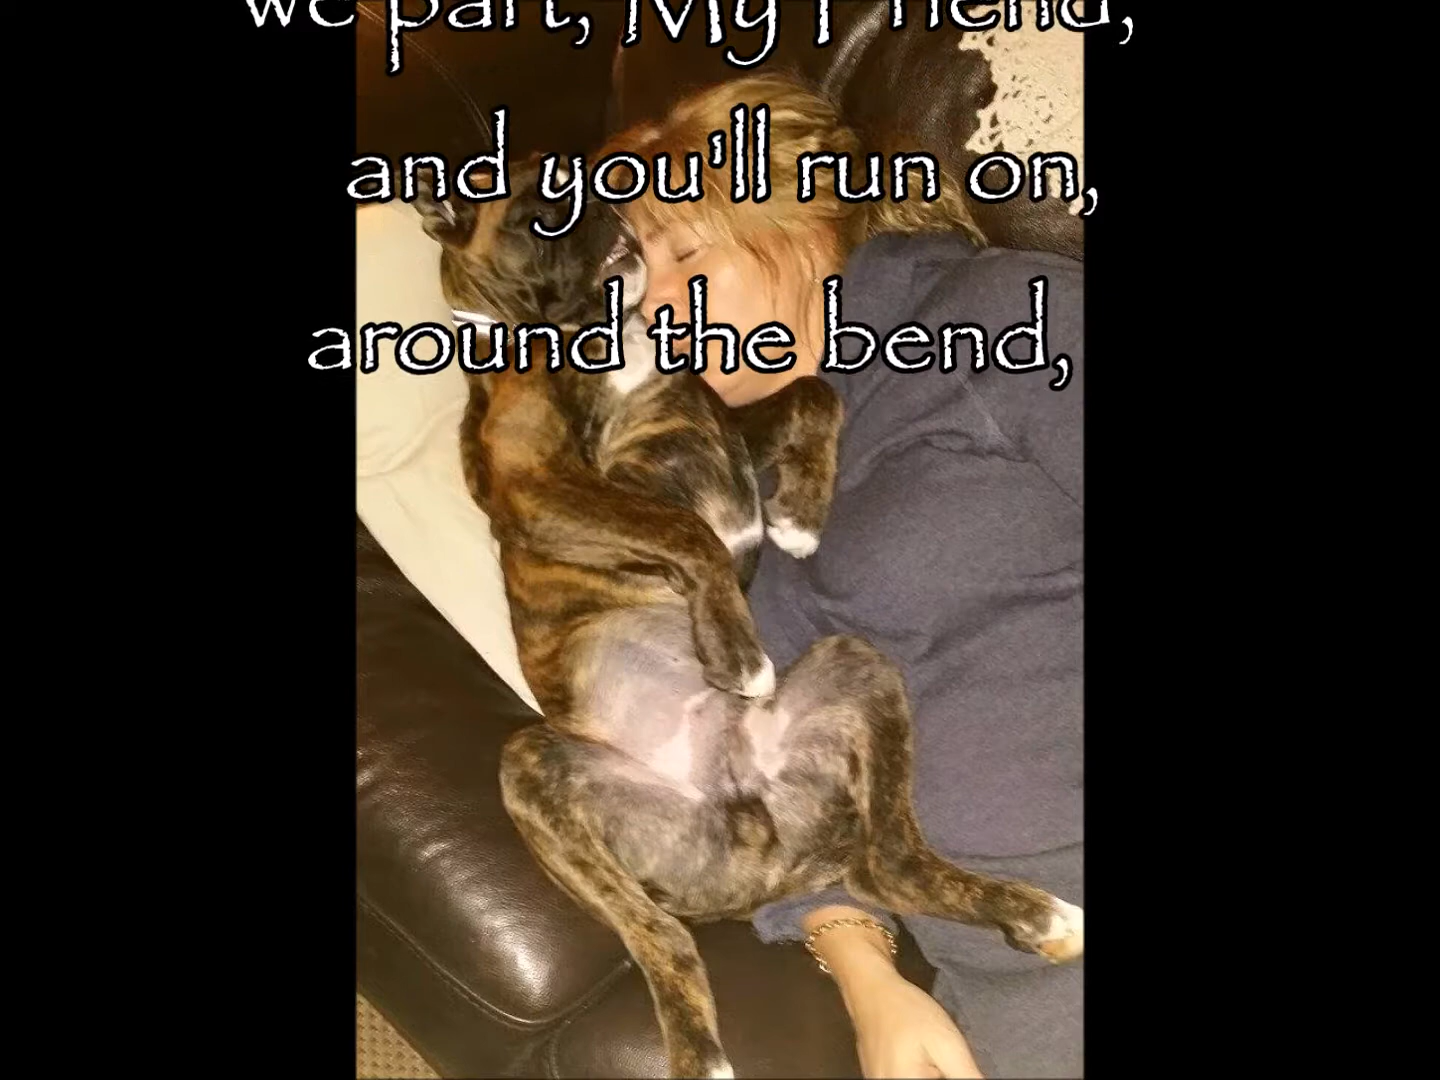 we part, My Friend,
and you'll run on,
around the bend,